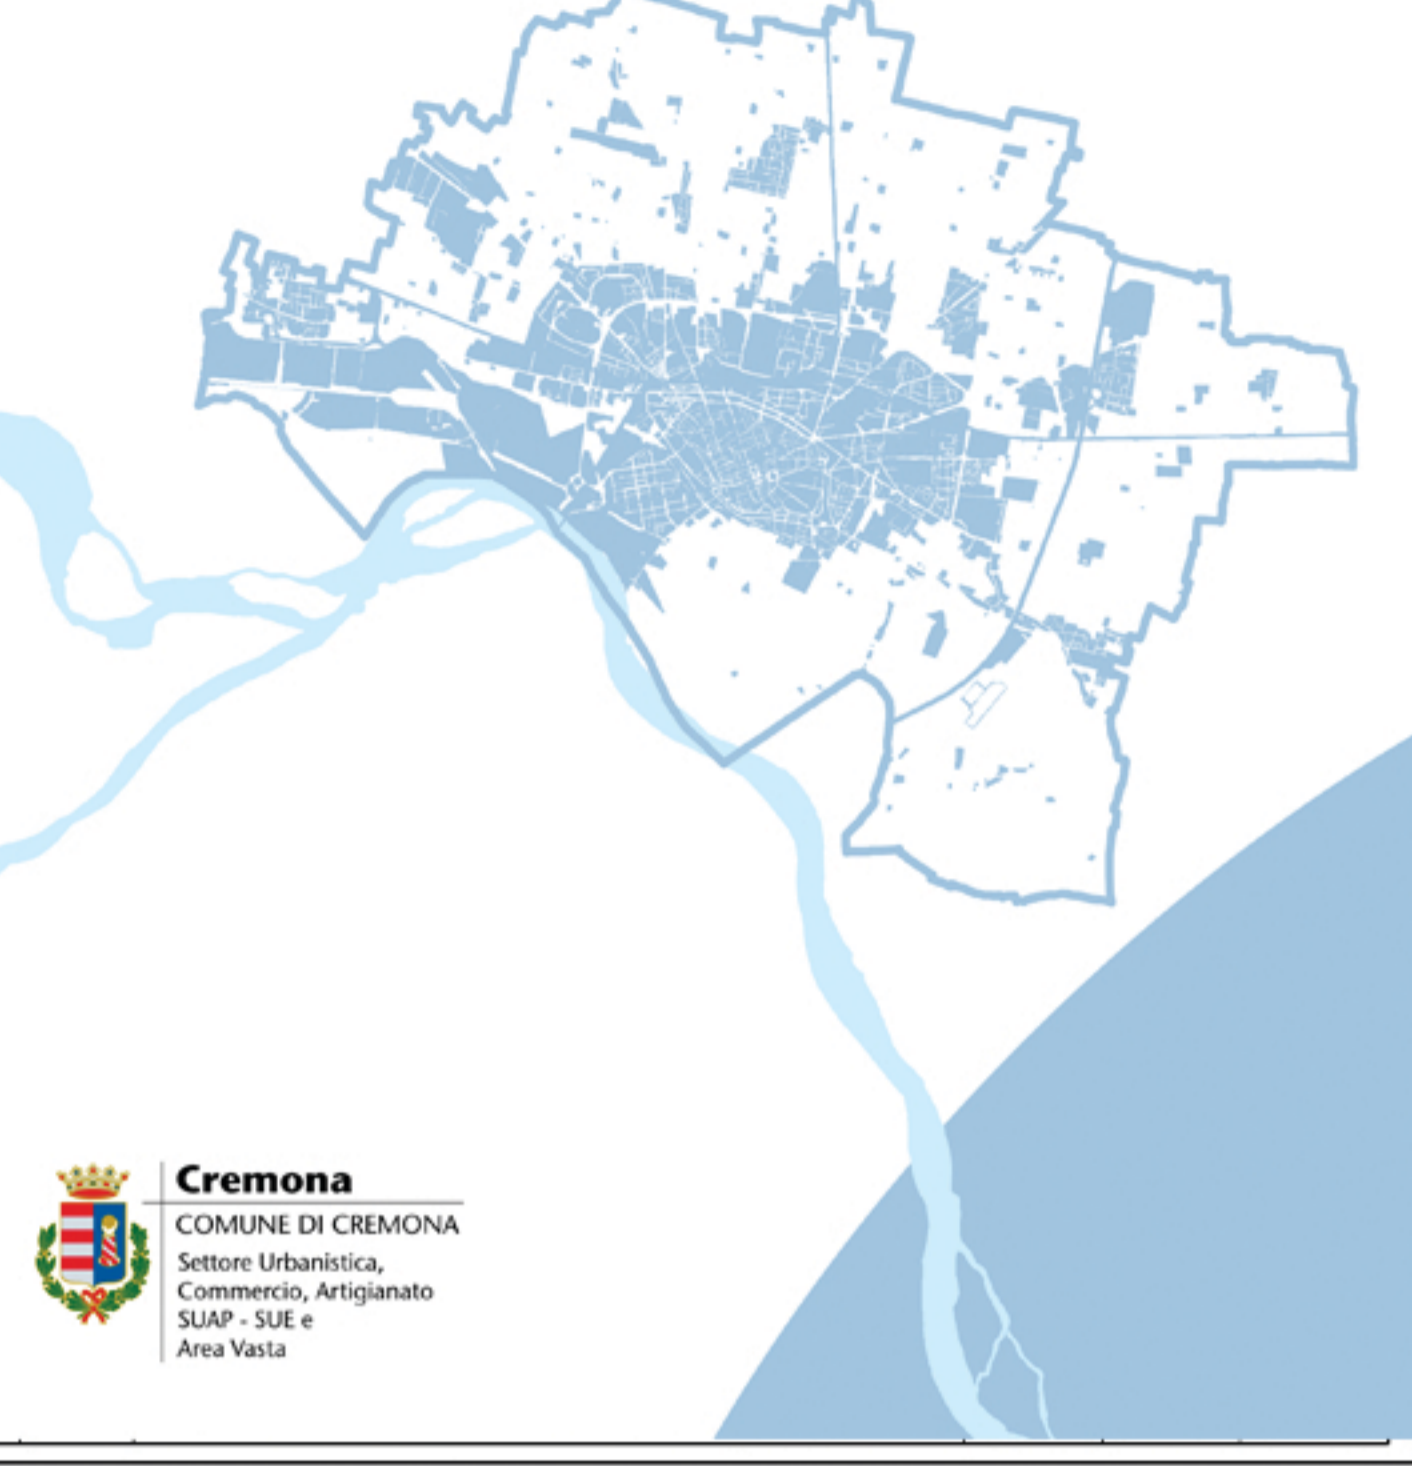 Cremona
COMUNE DI CREMONA
Settore Urbanistica,
Commercio, Artigianato
SUAP - SUE e
Area Vasta